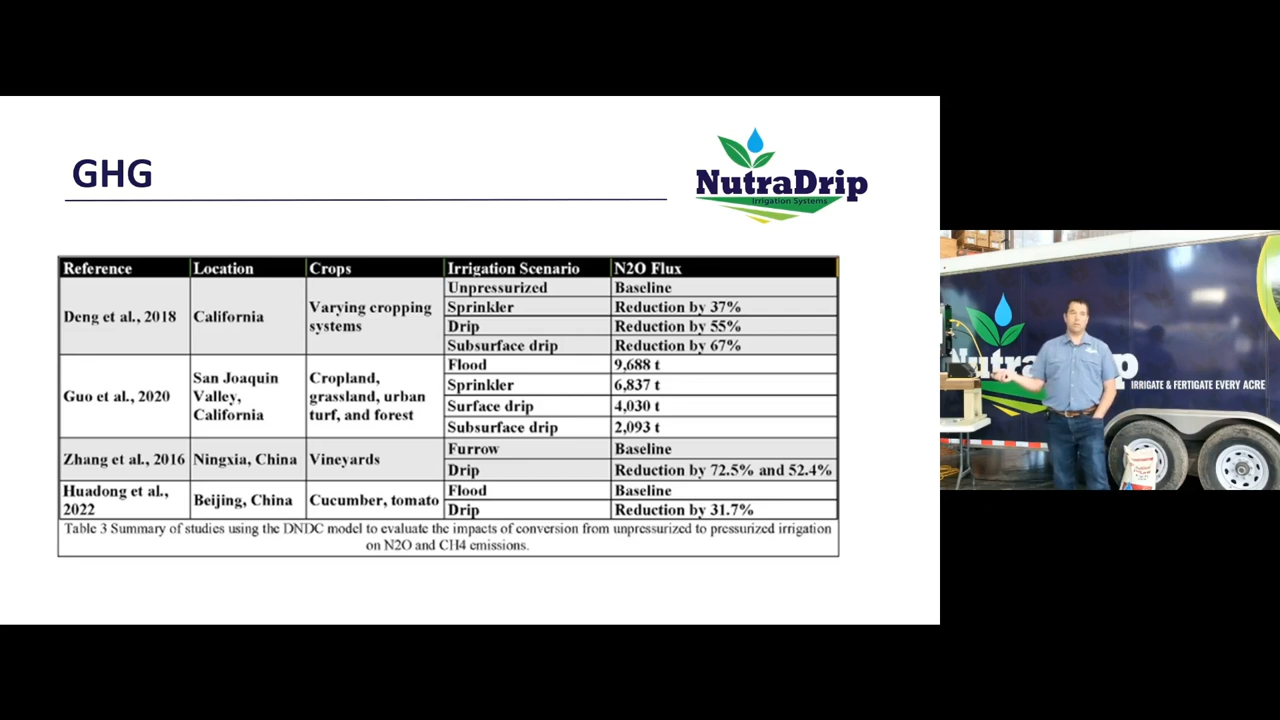 GHG
NutraDrip
Irrigation Systems
Reference Location Crops Irrigation Scenario N2O Flux
Deng et al., 2018 California Varying cropping systems Unpressurized Baseline
Sprinkler Reduction by 37%
Drip Reduction by 55%
Subsurface drip Reduction by 67%
Guo et al., 2020 San Joaquin Valley, California Cropland, grassland, urban turf, and forest Flood 9,688 t
Sprinkler 6,837 t
Surface drip 4,030 t
Subsurface drip 2,093 t
Zhang et al., 2016 Ningxia, China Vineyards Furrow Baseline
Drip Reduction by 72.5% and 52.4%
Huadong et al., 2022 Beijing, China Cucumber, tomato Flood Baseline
Drip Reduction by 31.7%
Table 3 Summary of studies using the DNDC model to evaluate the impacts of conversion from unpressurized to pressurized irrigation
on N2O and CH4 emissions.
IRRIGATE & FERTIGATE EVERY ACRE